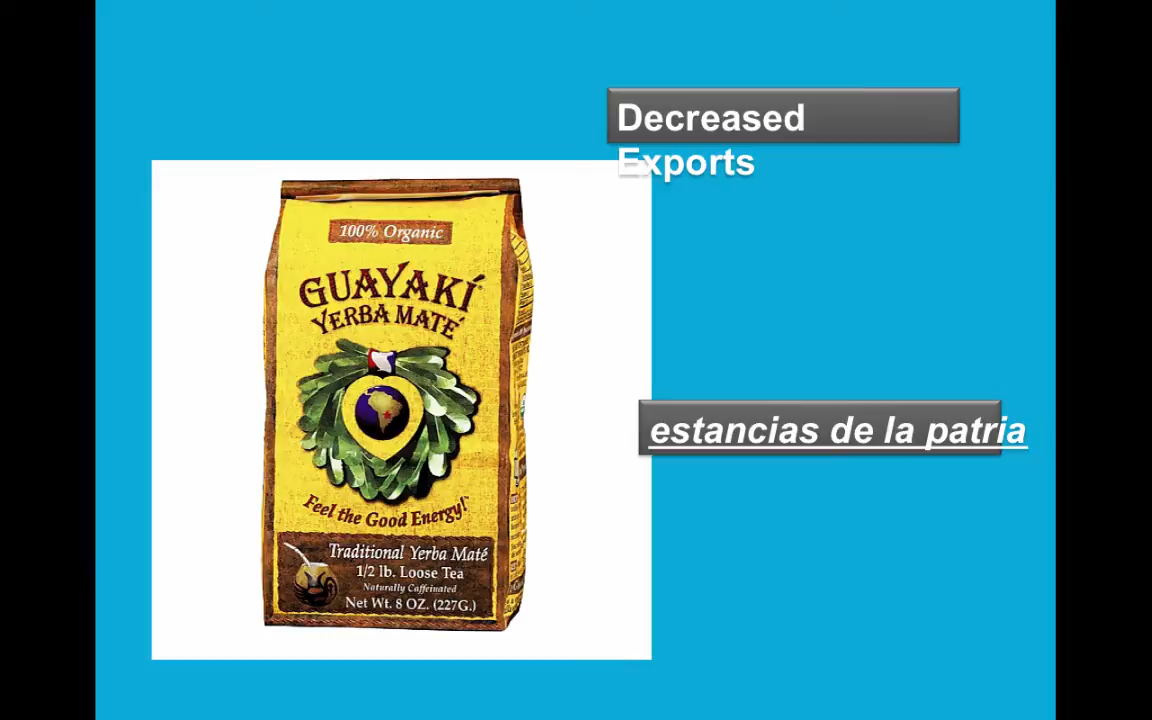 Decreased
Exports
100% Organic
GUAYAKÍ
YERBA MATÉ
Feel the Good Energy!
Traditional Yerba Maté
1/2 lb. Loose Tea
Naturally Caffeinated
Net Wt. 8 OZ. (227G.)
estancias de la patria